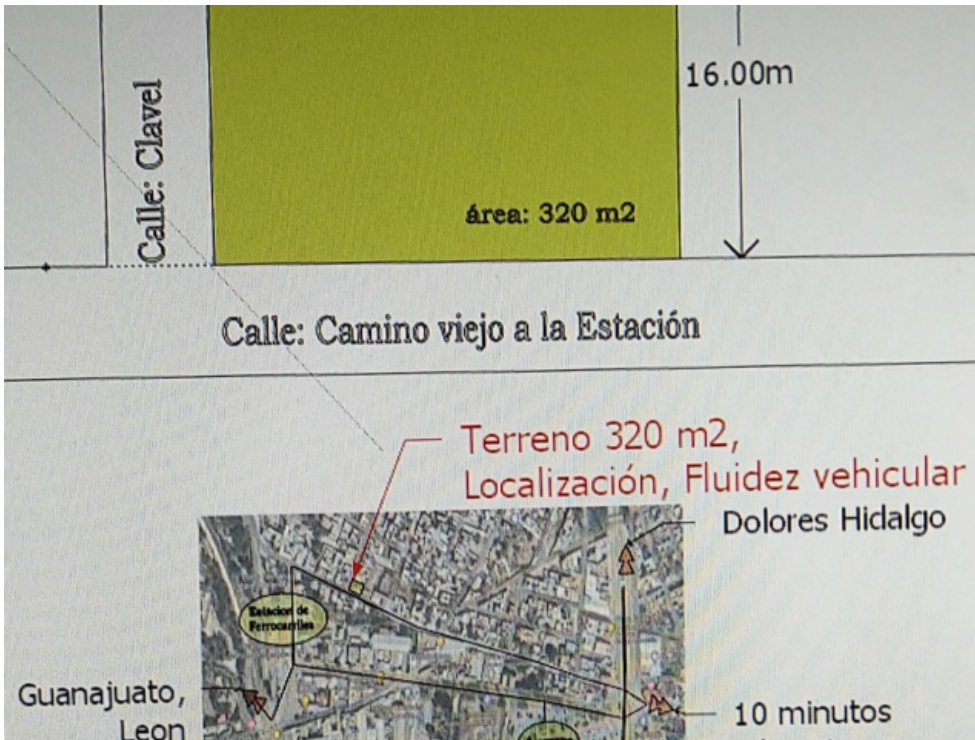 16.00m
Calle: Clavel
área: 320 m2
Calle: Camino viejo a la Estación
Terreno 320 m2,
Localización, Fluidez vehicular
Dolores Hidalgo
Estacion de
Ferrocarriles
Guanajuato,
Leon
10 minutos